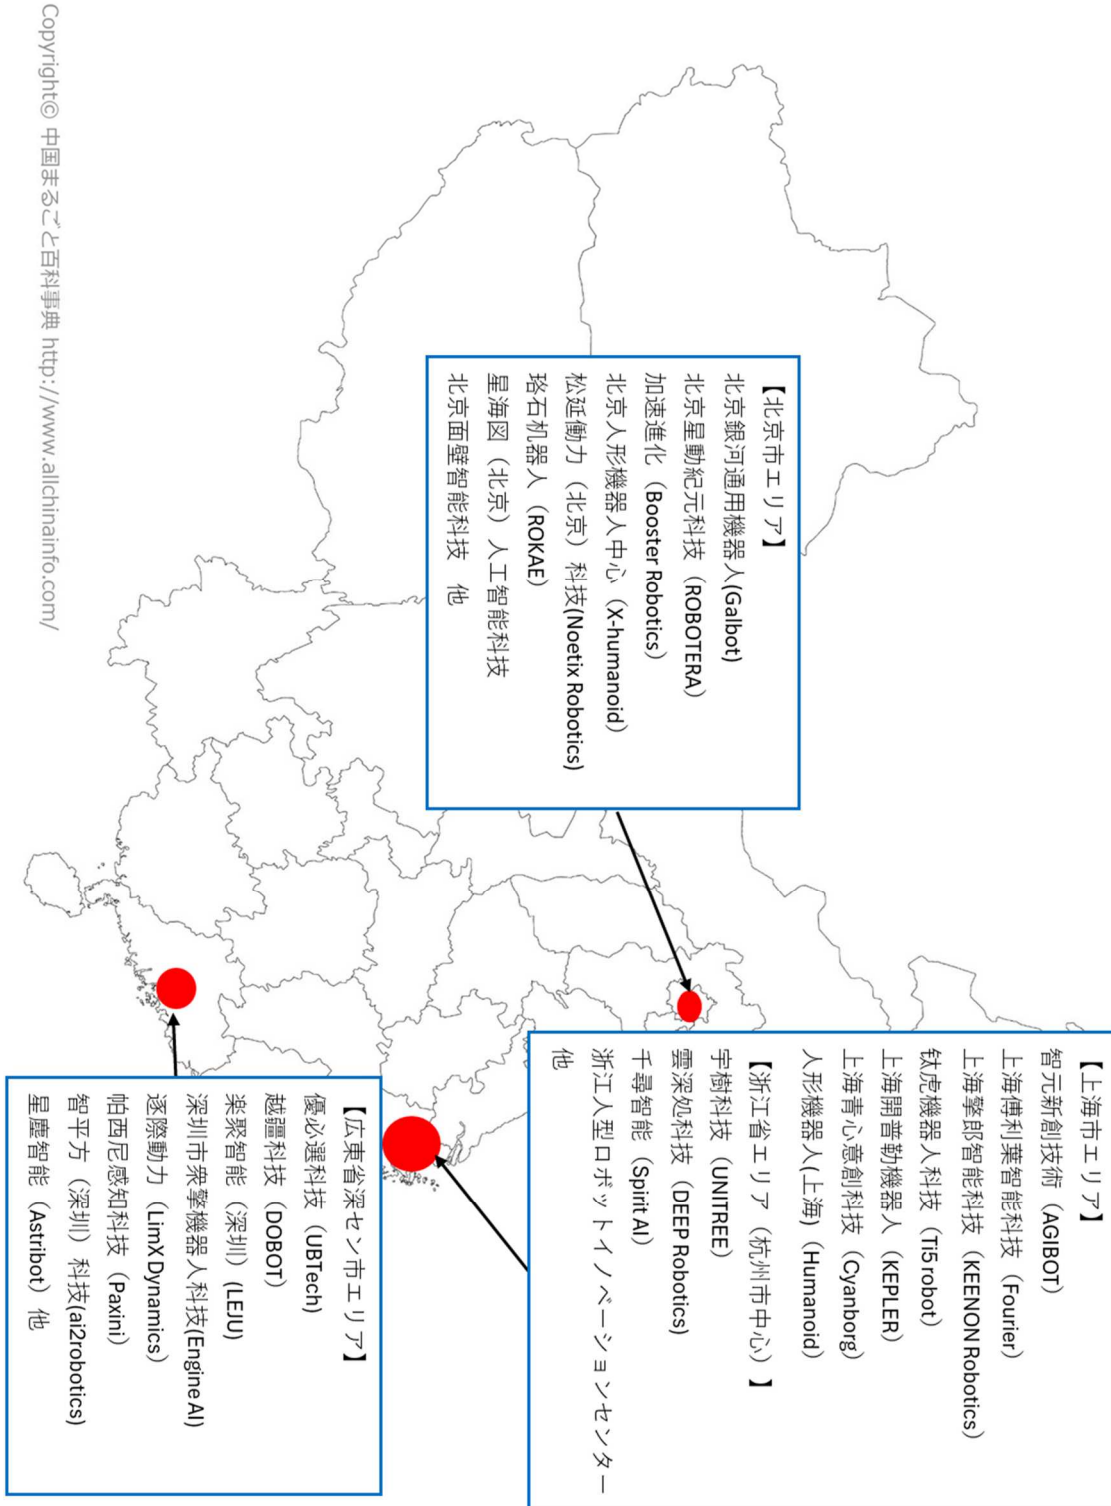 【北京市エリア】
北京銀河通用機器人(Galbot)
北京星動紀元科技（ROBOTERA）
加速進化（Booster Robotics）
北京人形機器人中心（X-humanoid）
松延働力（北京）科技(Noetix Robotics)
珞石机器人（ROKAE）
星海図（北京）人工智能科技
北京面壁智能科技 他
【上海市エリア】
智元新創技術（AGIBOT）
上海傅利葉智能科技（Fourier）
上海擎郎智能科技（KEENON Robotics）
钛虎機器人科技（Ti5 robot）
上海開普勒機器人（KEPLER）
上海青心意創科技（Cyanborg）
人形機器人(上海)（Humanoid）
【浙江省エリア（杭州市中心）】
宇樹科技（UNITREE）
雲深処科技（DEEP Robotics）
千尋智能（Spirit AI）
浙江人型ロボットイノベーションセンター
他
【広東省深セン市エリア】
優必選科技（UBTech）
越疆科技（DOBOT）
楽聚智能（深圳）(LEJU)
深圳市衆擎機器人科技(Engine AI)
逐際動力（LimX Dynamics）
帕西尼感知科技（Paxini）
智平方（深圳）科技(ai2robotics)
星塵智能（Astribot）他
Copyright© 中国まるごと百科事典 http://www.allchinainfo.com/